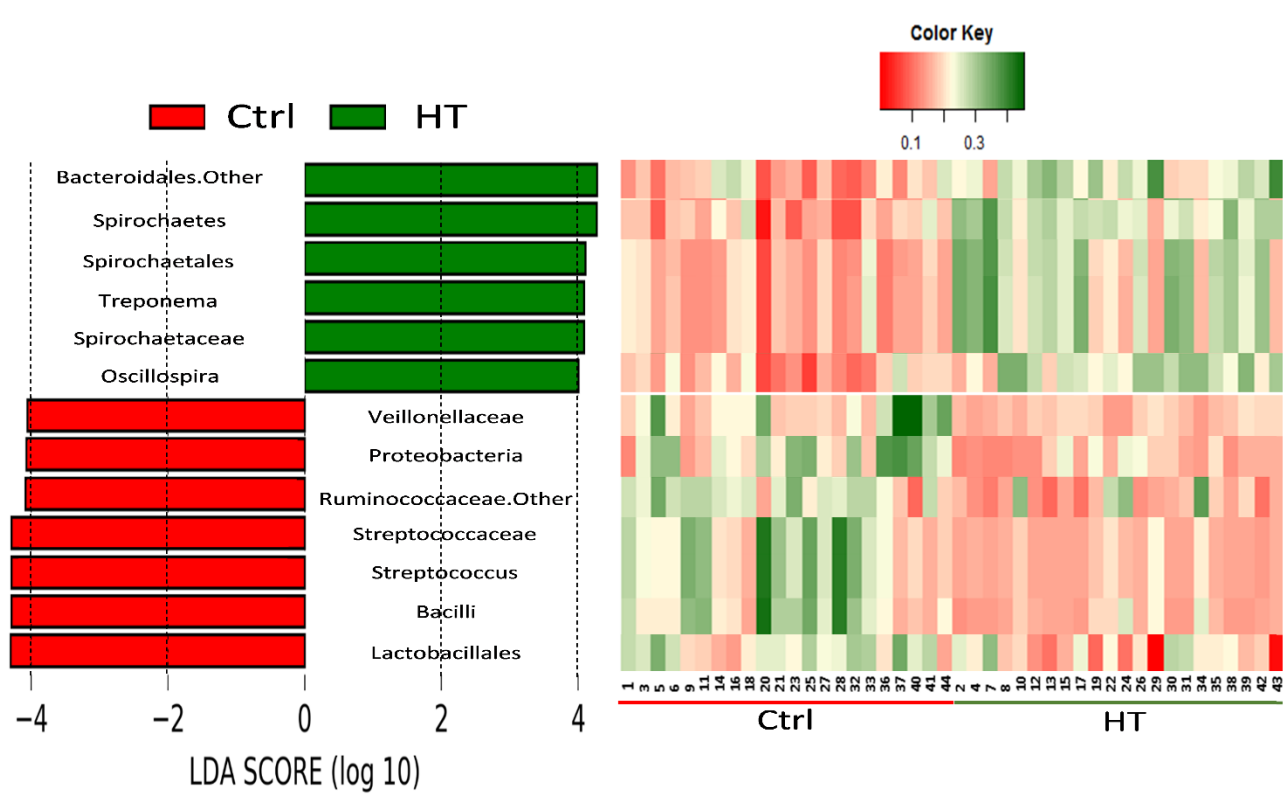 Color Key
0.1 0.3
Ctrl HT
Bacteroidales.Other
Spirochaetes
Spirochaetales
Treponema
Spirochaetaceae
Oscillospira
Veillonellaceae
Proteobacteria
Ruminococcaceae.Other
Streptococcaceae
Streptococcus
Bacilli
Lactobacillales
−4 −2 0 2 4
LDA SCORE (log 10)
1 3 5 6 9 11 14 16 18 20 21 23 25 27 28 32 33 36 37 40 41 44 2 4 7 8 10 12 13 15 17 19 22 24 26 29 30 31 34 35 38 39 42 43
Ctrl HT